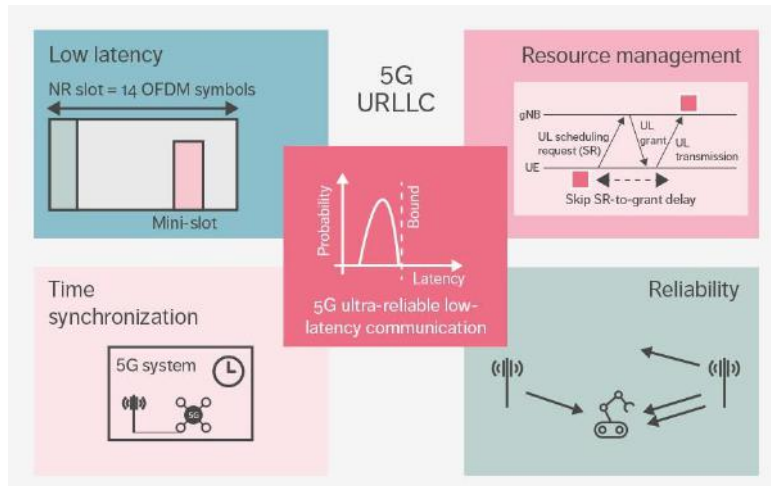 Low latency
NR slot = 14 OFDM symbols
Mini-slot
5G
URLLC
Resource management
gNB
UL scheduling
request (SR)
UL
grant
UL
transmission
UE
Skip SR-to-grant delay
Probability
Bound
Latency
5G ultra-reliable low-
latency communication
Time
synchronization
5G system
5G
Reliability